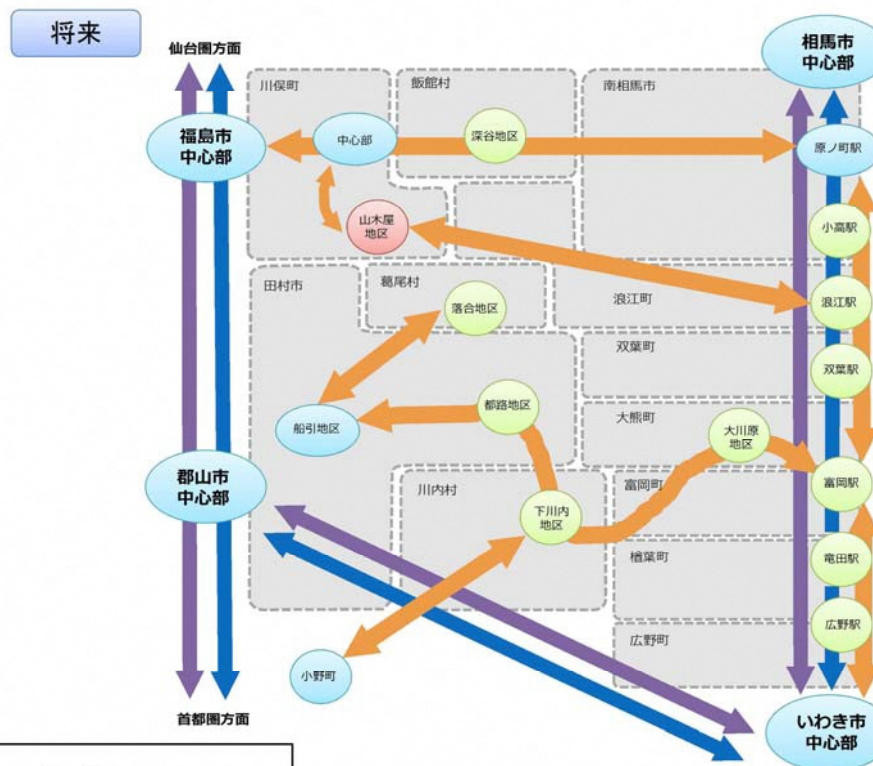 将来
仙台圏方面
相馬市
中心部
川俣町
飯館村
南相馬市
福島市
中心部
中心部
深谷地区
原ノ町駅
山木屋
地区
小高駅
田村市
葛尾村
浪江町
落合地区
浪江駅
双葉町
双葉駅
都路地区
大熊町
船引地区
大川原
地区
郡山市
中心部
川内村
富岡町
富岡駅
下川内
地区
楢葉町
竜田駅
広野町
広野駅
小野町
首都圏方面
いわき市
中心部